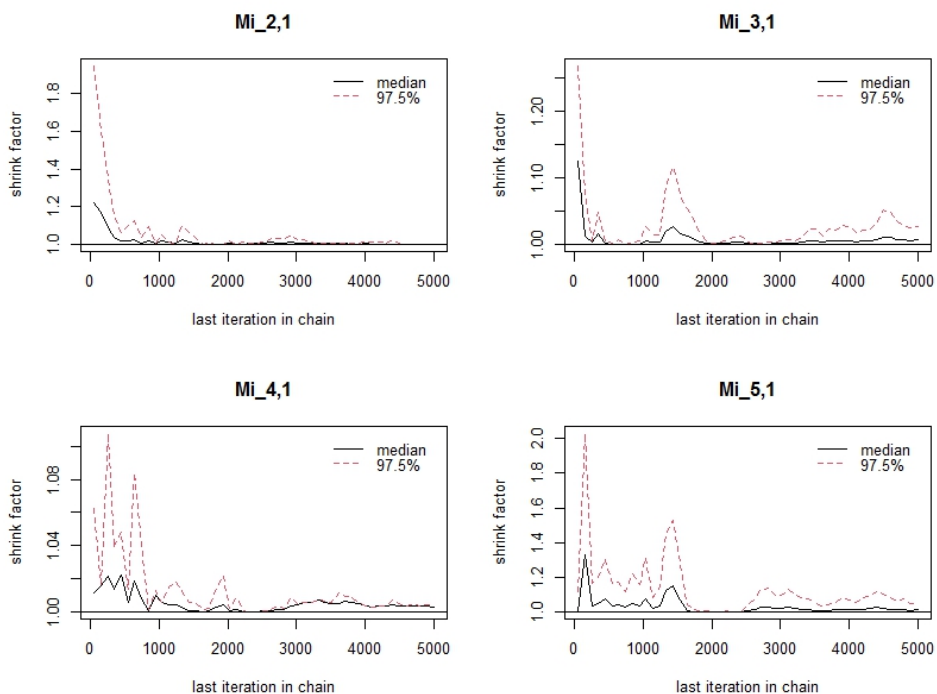 Mi_2,1
shrink factor
1.0 1.2 1.4 1.6 1.8
median
97.5%
0 1000 2000 3000 4000 5000
last iteration in chain
Mi_3,1
shrink factor
1.00 1.10 1.20
median
97.5%
0 1000 2000 3000 4000 5000
last iteration in chain
Mi_4,1
shrink factor
1.00 1.04 1.08
median
97.5%
0 1000 2000 3000 4000 5000
last iteration in chain
Mi_5,1
shrink factor
1.0 1.2 1.4 1.6 1.8 2.0
median
97.5%
0 1000 2000 3000 4000 5000
last iteration in chain